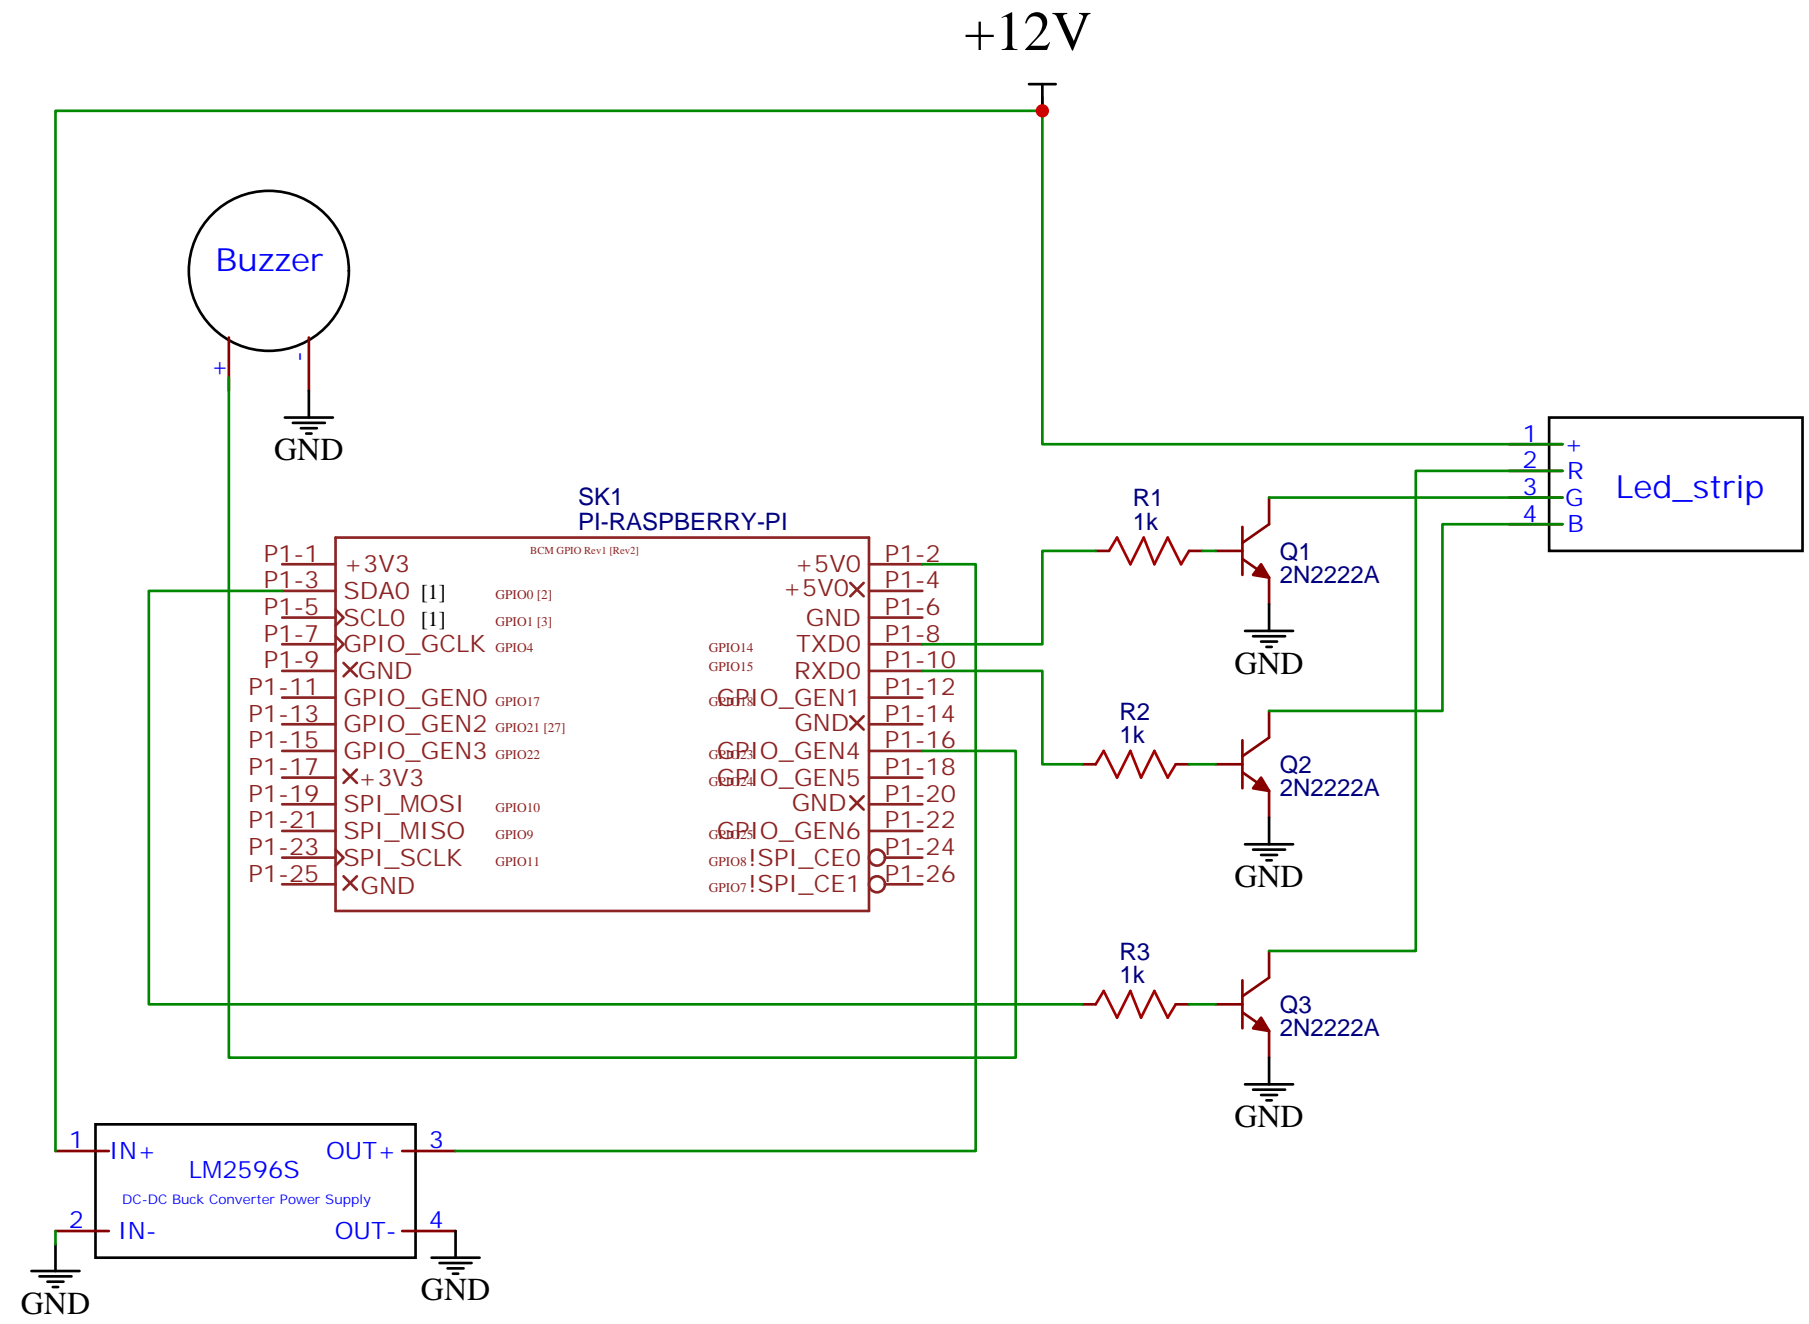 +12V
Buzzer
+
-
GND
SK1
PI-RASPBERRY-PI
BCM GPIO Rev1 [Rev2]
P1-1 +3V3 +5V0 P1-2
P1-3 SDA0 [1] GPIO0 [2] +5V0 P1-4
P1-5 SCL0 [1] GPIO1 [3] GND P1-6
P1-7 GPIO_GCLK GPIO4 GPIO14 TXD0 P1-8
P1-9 GND GPIO15 RXD0 P1-10
P1-11 GPIO_GEN0 GPIO17 GPIO18 GPIO_GEN1 P1-12
P1-13 GPIO_GEN2 GPIO21 [27] GND P1-14
P1-15 GPIO_GEN3 GPIO22 GPIO23 GPIO_GEN4 P1-16
P1-17 +3V3 GPIO24 GPIO_GEN5 P1-18
P1-19 SPI_MOSI GPIO10 GND P1-20
P1-21 SPI_MISO GPIO9 GPIO25 GPIO_GEN6 P1-22
P1-23 SPI_SCLK GPIO11 GPIO8 !SPI_CE0 P1-24
P1-25 GND GPIO7 !SPI_CE1 P1-26
R1
1k
Q1
2N2222A
GND
R2
1k
Q2
2N2222A
GND
R3
1k
Q3
2N2222A
GND
1 +
2 R
3 G
4 B
Led_strip
1 IN+ OUT+ 3
LM2596S
DC-DC Buck Converter Power Supply
2 IN- OUT- 4
GND
GND